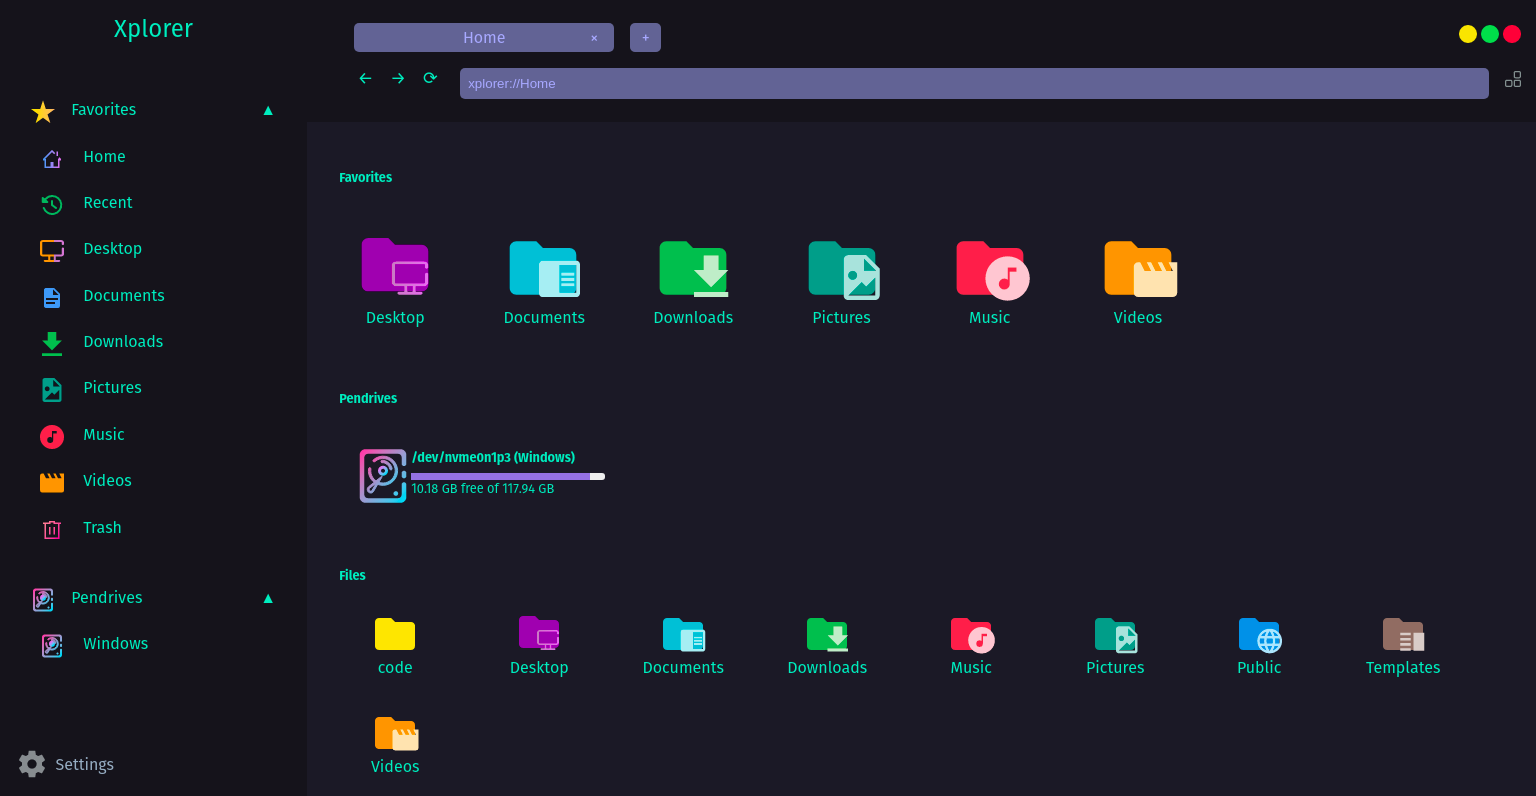 Xplorer
Favorites ▲
Home
Recent
Desktop
Documents
Downloads
Pictures
Music
Videos
Trash
Pendrives ▲
Windows
Settings
Home × +
← → ⟳ xplorer://Home
Favorites
Desktop Documents Downloads Pictures Music Videos
Pendrives
/dev/nvme0n1p3 (Windows)
10.18 GB free of 117.94 GB
Files
code Desktop Documents Downloads Music Pictures Public Templates
Videos